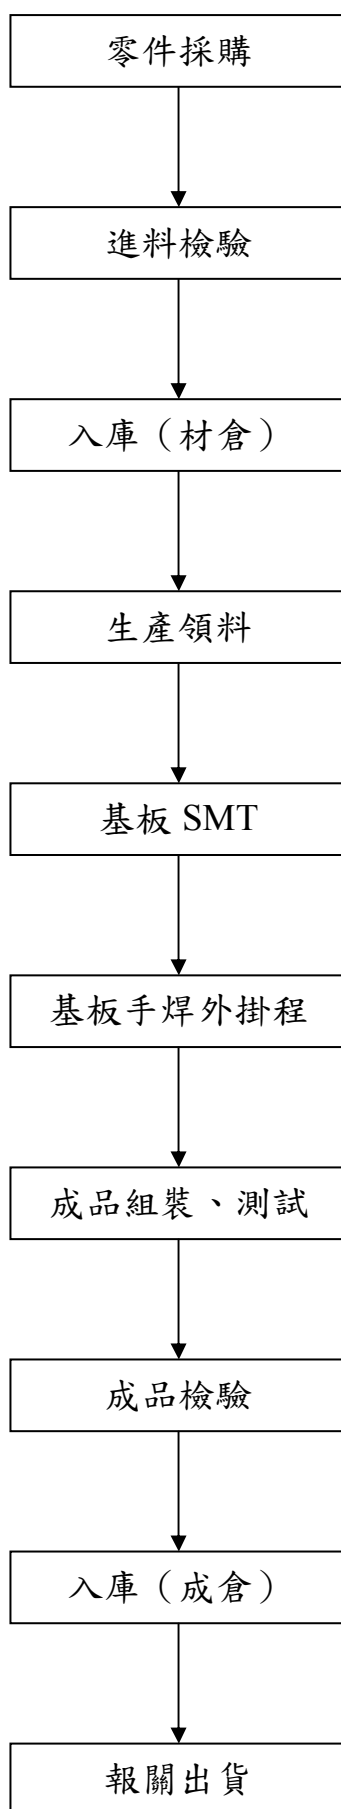 零件採購
進料檢驗
入庫（材倉）
生產領料
基板 SMT
基板手焊外掛程
成品組裝、測試
成品檢驗
入庫（成倉）
報關出貨